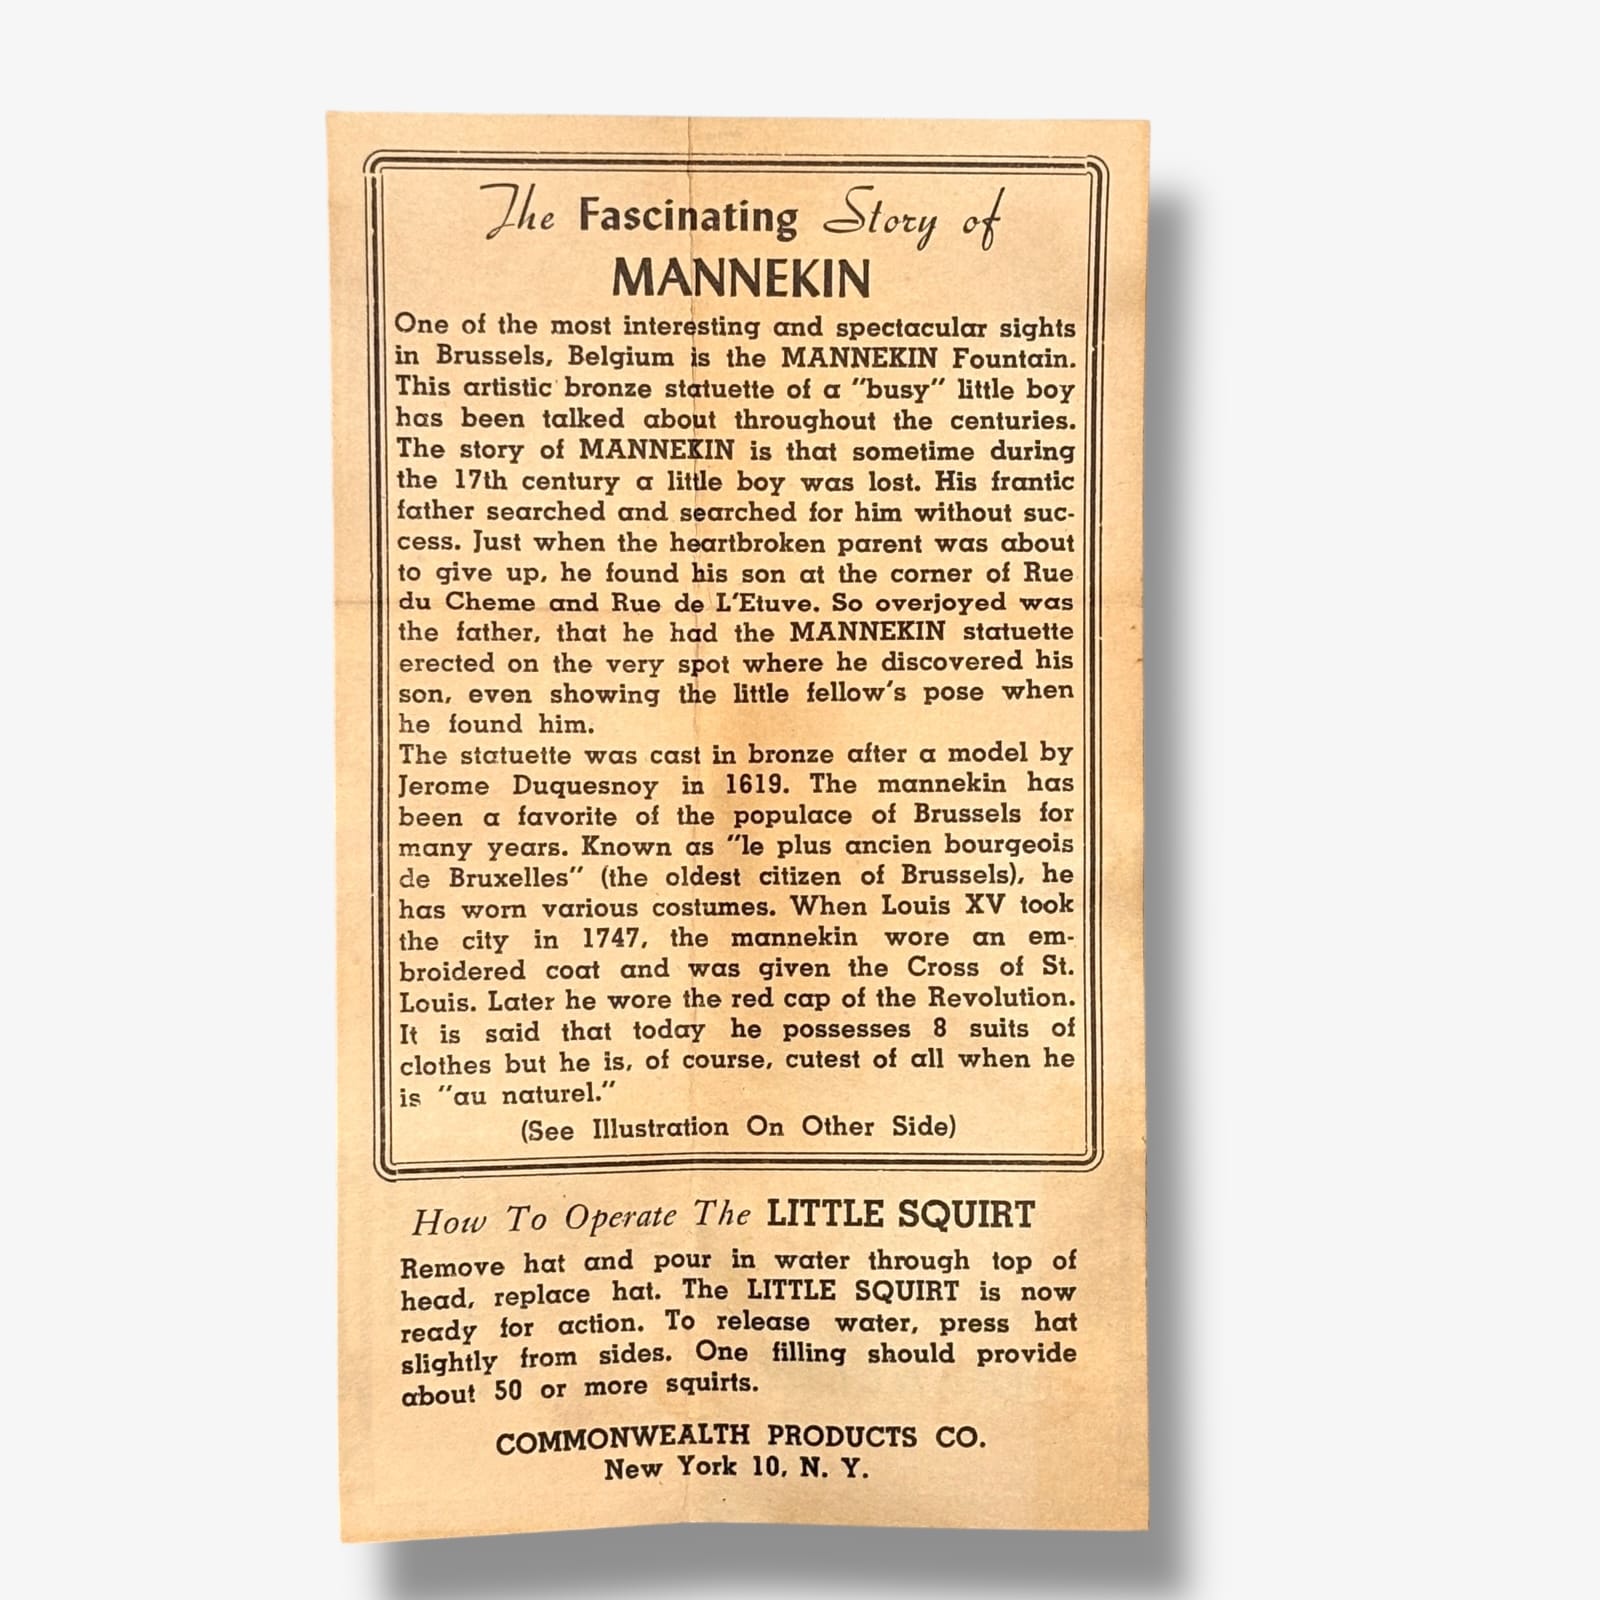 The Fascinating Story of
MANNEKIN
One of the most interesting and spectacular sights
in Brussels, Belgium is the MANNEKIN Fountain.
This artistic bronze statuette of a "busy" little boy
has been talked about throughout the centuries.
The story of MANNEKIN is that sometime during
the 17th century a little boy was lost. His frantic
father searched and searched for him without suc-
cess. Just when the heartbroken parent was about
to give up, he found his son at the corner of Rue
du Cheme and Rue de L'Etuve. So overjoyed was
the father, that he had the MANNEKIN statuette
erected on the very spot where he discovered his
son, even showing the little fellow's pose when
he found him.
The statuette was cast in bronze after a model by
Jerome Duquesnoy in 1619. The mannekin has
been a favorite of the populace of Brussels for
many years. Known as "le plus ancien bourgeois
de Bruxelles" (the oldest citizen of Brussels), he
has worn various costumes. When Louis XV took
the city in 1747, the mannekin wore an em-
broidered coat and was given the Cross of St.
Louis. Later he wore the red cap of the Revolution.
It is said that today he possesses 8 suits of
clothes but he is, of course, cutest of all when he
is "au naturel."
(See Illustration On Other Side)
How To Operate The LITTLE SQUIRT
Remove hat and pour in water through top of
head, replace hat. The LITTLE SQUIRT is now
ready for action. To release water, press hat
slightly from sides. One filling should provide
about 50 or more squirts.
COMMONWEALTH PRODUCTS CO.
New York 10, N. Y.